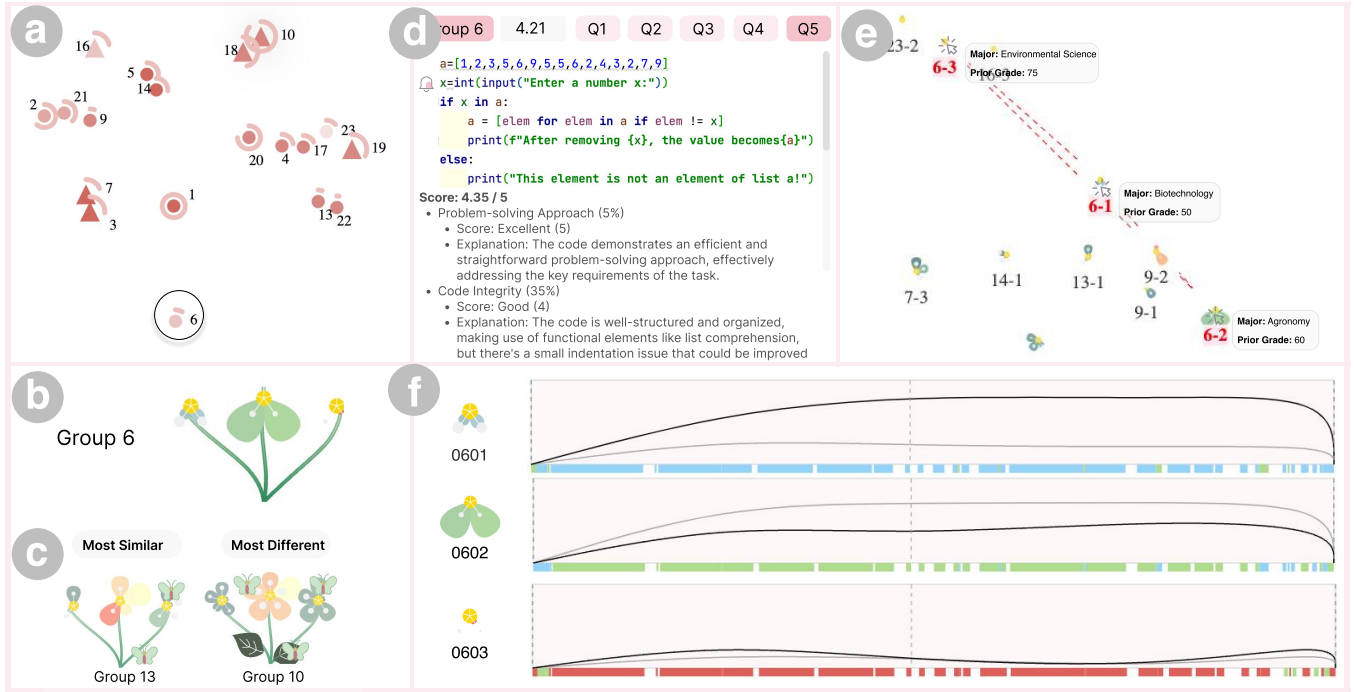 a
16
18
10
5
14
2
21
9
20
4
17
23
19
7
3
1
13
22
6
b
Group 6
c
Most Similar
Most Different
Group 13
Group 10
d
roup 6
4.21
Q1
Q2
Q3
Q4
Q5
a=[1,2,3,5,6,9,5,5,6,2,4,3,2,7,9]
x=int(input("Enter a number x:"))
if x in a:
a = [elem for elem in a if elem != x]
print(f"After removing {x}, the value becomes{a}")
else:
print("This element is not an element of list a!")
Score: 4.35 / 5
• Problem-solving Approach (5%)
• Score: Excellent (5)
• Explanation: The code demonstrates an efficient and
straightforward problem-solving approach, effectively
addressing the key requirements of the task.
• Code Integrity (35%)
• Score: Good (4)
• Explanation: The code is well-structured and organized,
making use of functional elements like list comprehension,
but there's a small indentation issue that could be improved
e
23-2
6-3
Major: Environmental Science
Prior Grade: 75
6-1
Major: Biotechnology
Prior Grade: 50
7-3
14-1
13-1
9-2
9-1
6-2
Major: Agronomy
Prior Grade: 60
f
0601
0602
0603